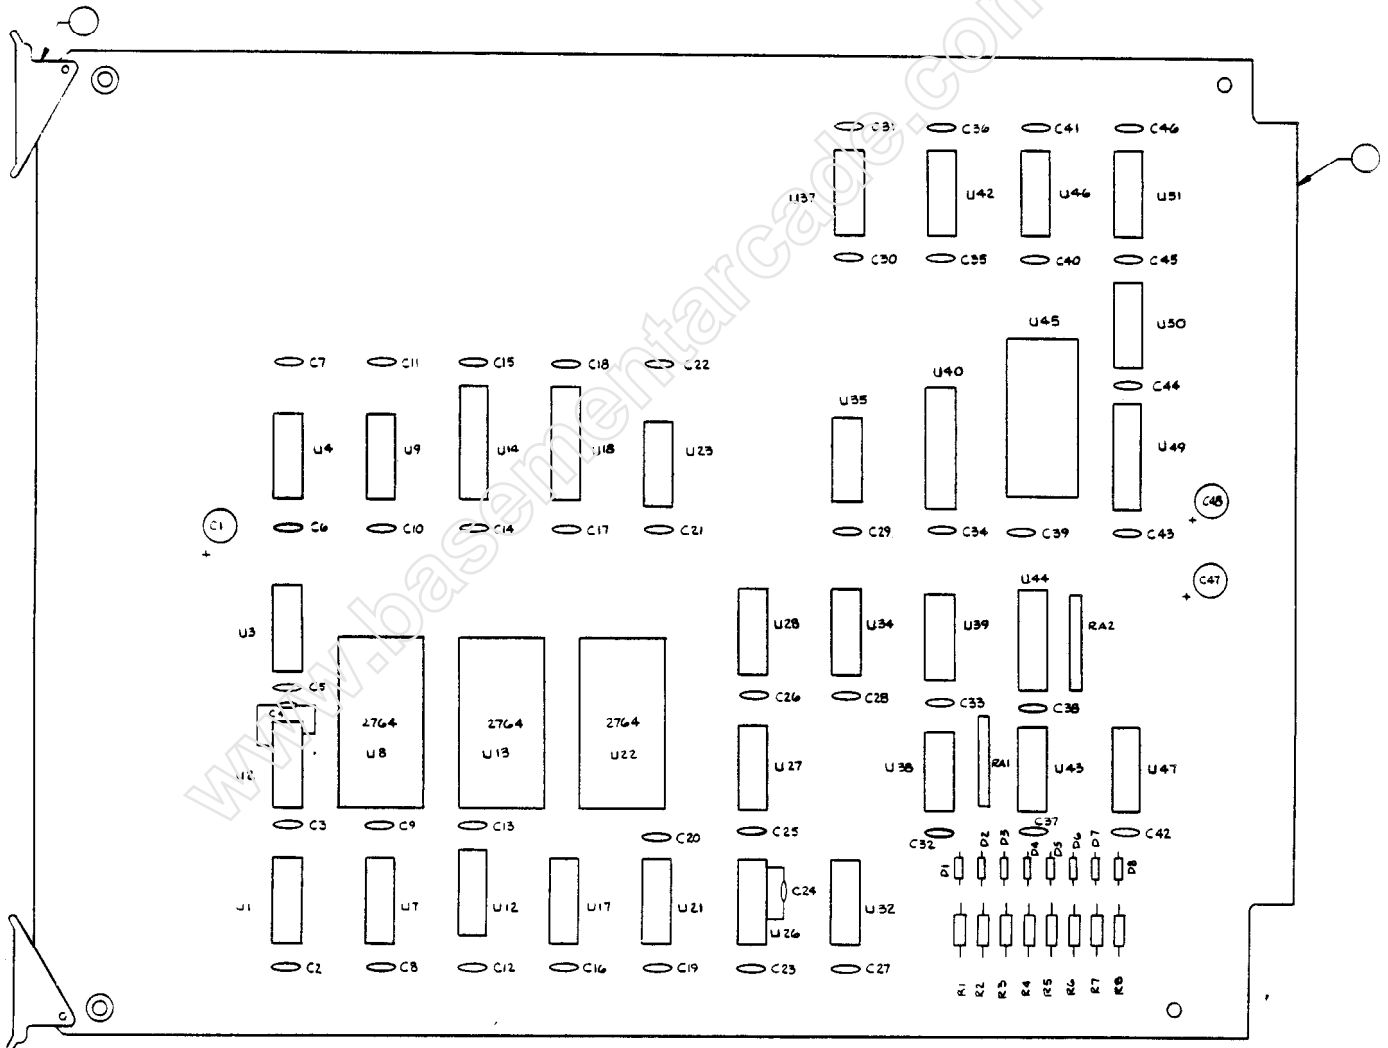 C31 C36 C41 C46
U37 U42 U46 U51
C30 C35 C40 C45
U45 U50
C7 C11 C15 C18 C22 U40 C44
U35
U4 U9 U14 U18 U23 U49
C1 C6 C10 C14 C17 C21 C29 C34 C39 C43 C48
+ +
U44 C47
+
U3 U28 U34 U39 RA2
C5 C26 C28 C33 C38
C4 2764 2764 2764
U2 U8 U13 U22 U27 U38 RA1 U43 U47
C3 C9 C13 C20 C25 C32 C37 C42
D1 D2 D3 D4 D5 D6 D7 D8
C24
U1 U7 U12 U17 U21 U26 U32
C2 C8 C12 C16 C19 C23 C27
R1 R2 R3 R4 R5 R6 R7 R8
www.basementarcade.com